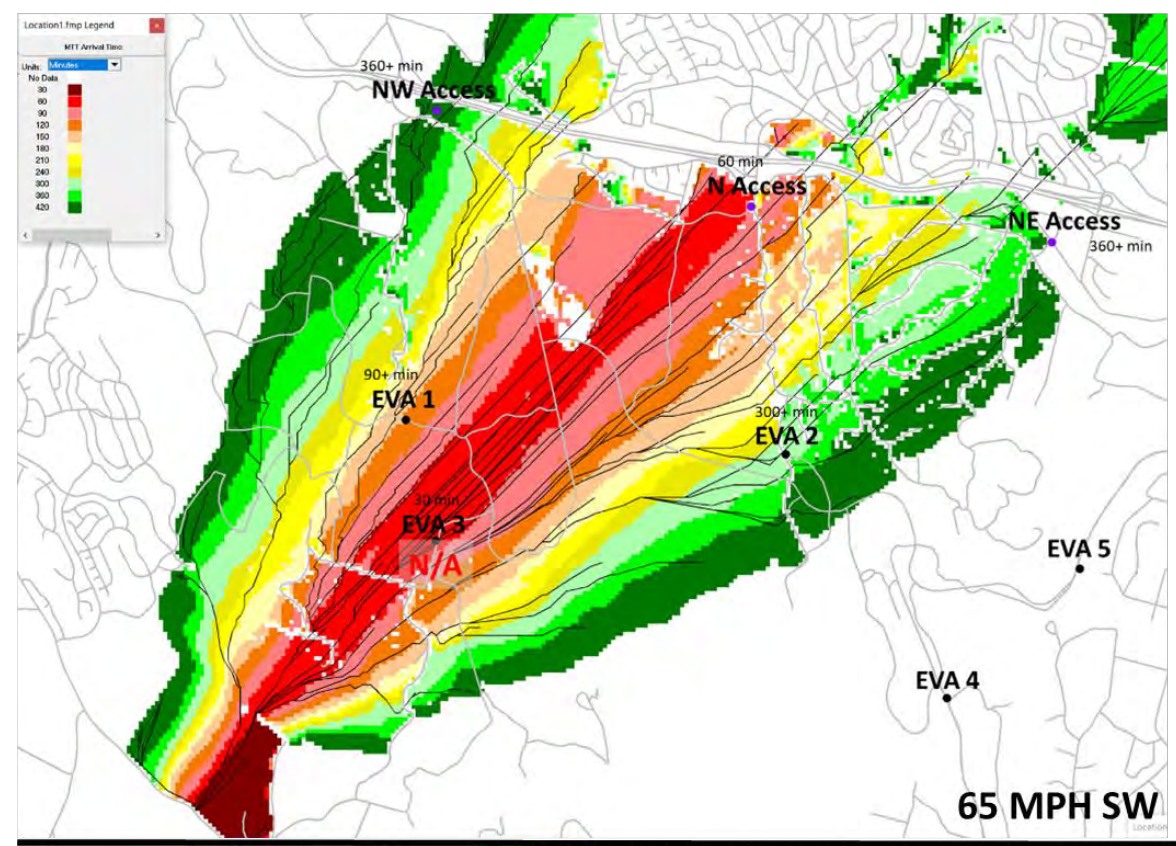 Location1.fmp Legend
MTT Arrival Time
Units: Minutes
No Data
30
60
90
120
150
180
210
240
300
360
420
360+ min
NW Access
60 min
N Access
NE Access
360+ min
90+ min
EVA 1
300+ min
EVA 2
30 min
EVA 3
N/A
EVA 5
EVA 4
65 MPH SW
Location